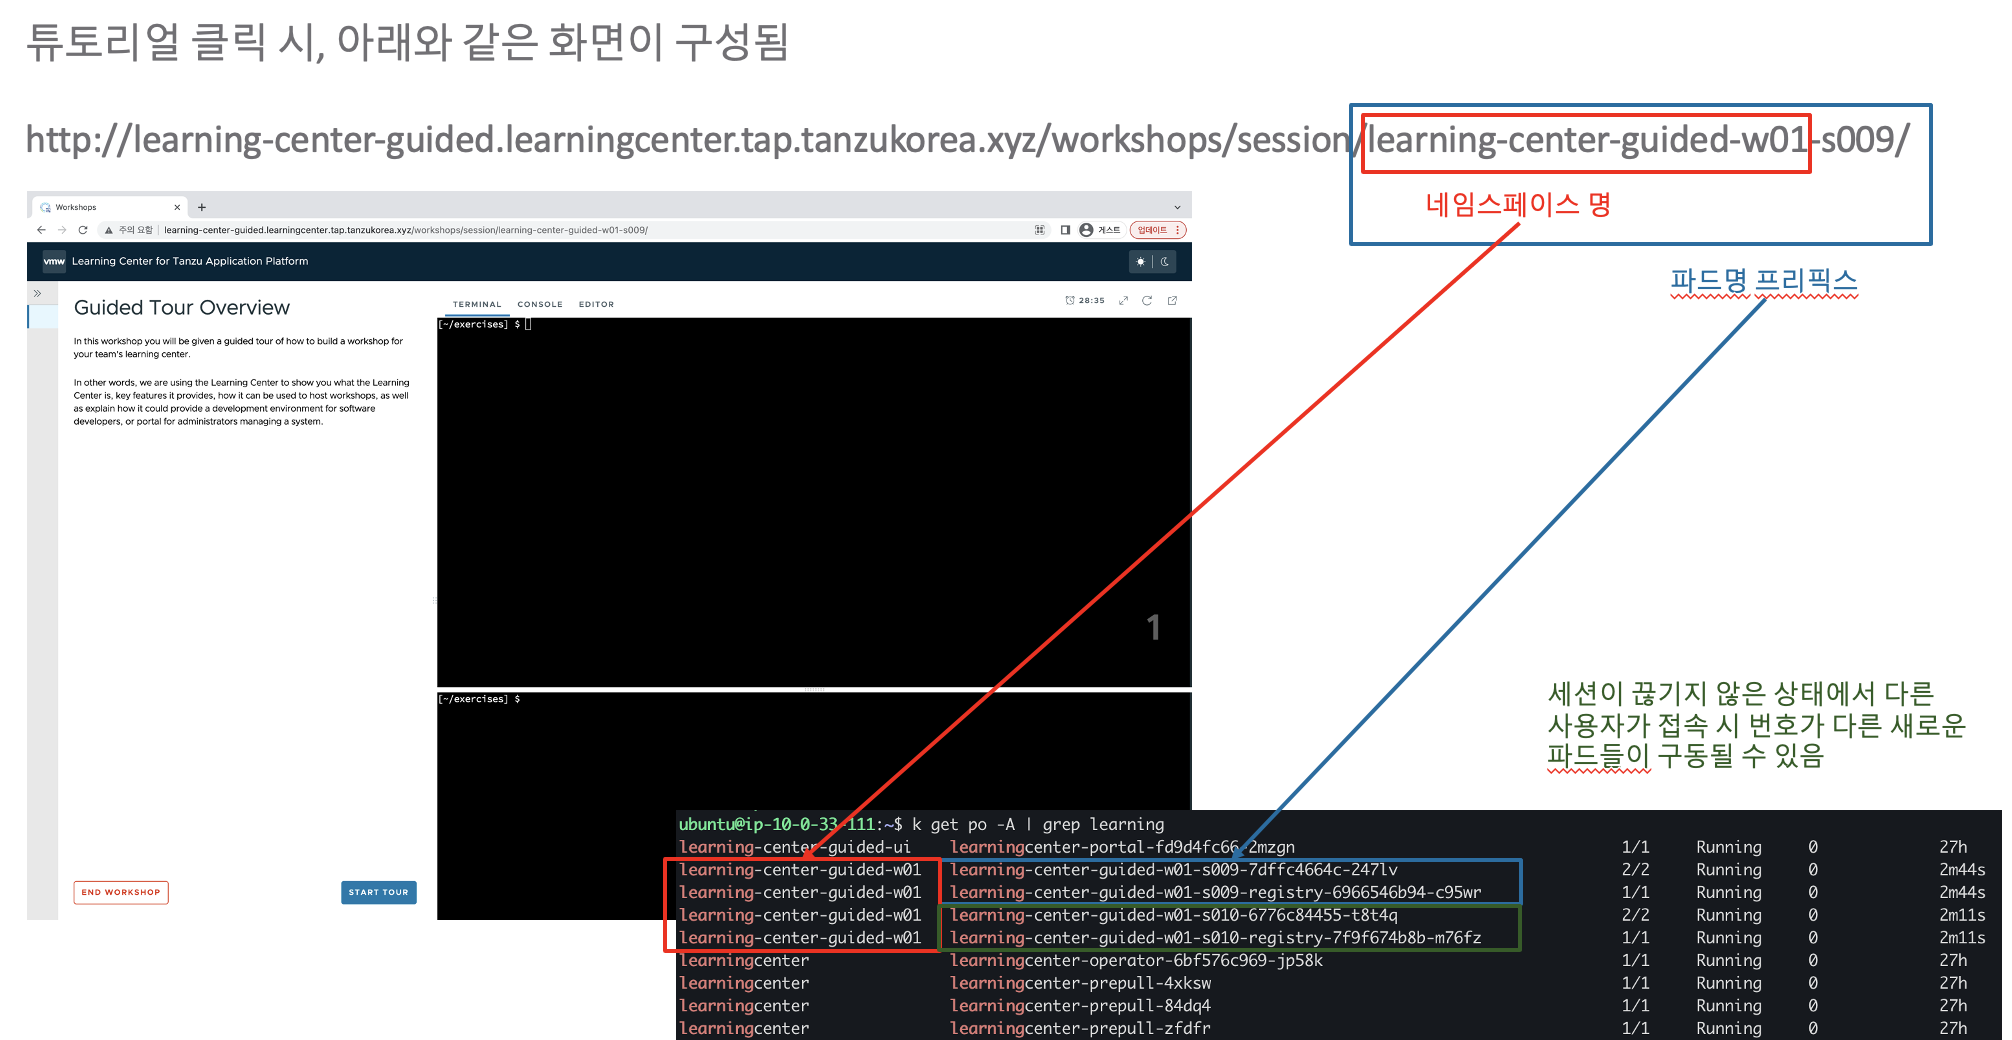 튜토리얼 클릭 시, 아래와 같은 화면이 구성됨
http://learning-center-guided.learningcenter.tap.tanzukorea.xyz/workshops/session/learning-center-guided-w01-s009/
네임스페이스 명
파드명 프리픽스
Workshops
주의 요함 learning-center-guided.learningcenter.tap.tanzukorea.xyz/workshops/session/learning-center-guided-w01-s009/ 게스트 업데이트
vmw Learning Center for Tanzu Application Platform
Guided Tour Overview
In this workshop you will be given a guided tour of how to build a workshop for
your team's learning center.
In other words, we are using the Learning Center to show you what the Learning
Center is, key features it provides, how it can be used to host workshops, as well
as explain how it could provide a development environment for software
developers, or portal for administrators managing a system.
END WORKSHOP START TOUR
TERMINAL CONSOLE EDITOR 28:35
[~/exercises] $
1
[~/exercises] $
세션이 끊기지 않은 상태에서 다른
사용자가 접속 시 번호가 다른 새로운
파드들이 구동될 수 있음
ubuntu@ip-10-0-33-111:~$ k get po -A | grep learning
learning-center-guided-ui learningcenter-portal-fd9d4fc66-2mzgn 1/1 Running 0 27h
learning-center-guided-w01 learning-center-guided-w01-s009-7dffc4664c-247lv 2/2 Running 0 2m44s
learning-center-guided-w01 learning-center-guided-w01-s009-registry-6966546b94-c95wr 1/1 Running 0 2m44s
learning-center-guided-w01 learning-center-guided-w01-s010-6776c84455-t8t4q 2/2 Running 0 2m11s
learning-center-guided-w01 learning-center-guided-w01-s010-registry-7f9f674b8b-m76fz 1/1 Running 0 2m11s
learningcenter learningcenter-operator-6bf576c969-jp58k 1/1 Running 0 27h
learningcenter learningcenter-prepull-4xksw 1/1 Running 0 27h
learningcenter learningcenter-prepull-84dq4 1/1 Running 0 27h
learningcenter learningcenter-prepull-zfdfr 1/1 Running 0 27h